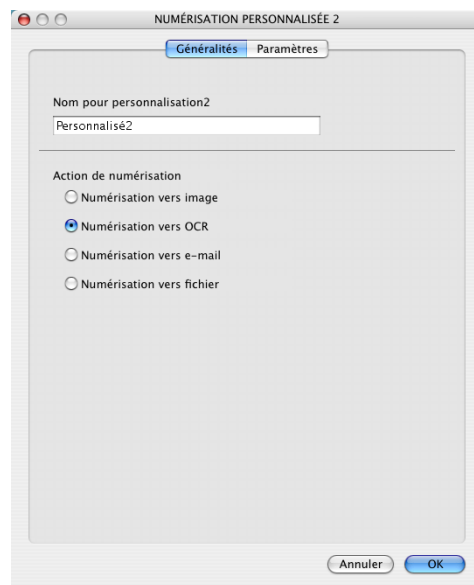 NUMÉRISATION PERSONNALISÉE 2
Généralités Paramètres
Nom pour personnalisation2
Personnalisé2
Action de numérisation
Numérisation vers image
Numérisation vers OCR
Numérisation vers e-mail
Numérisation vers fichier
Annuler OK